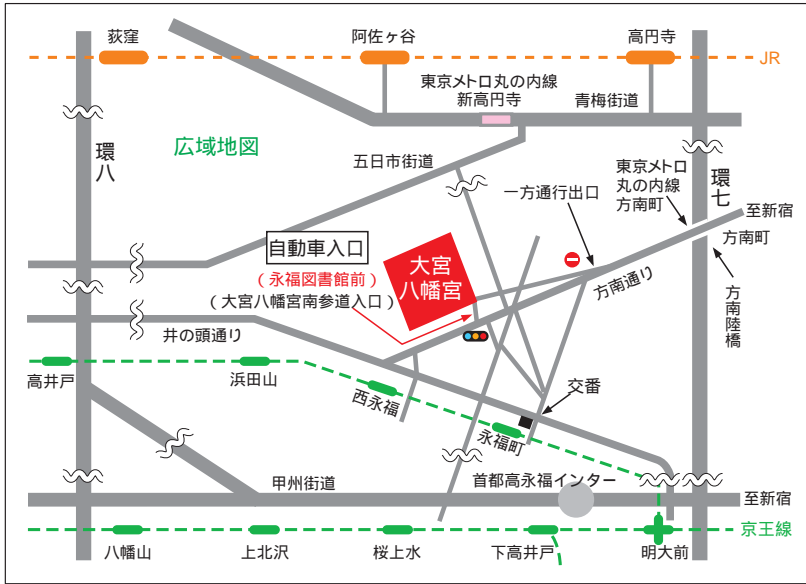 荻窪
阿佐ヶ谷
高円寺
JR
東京メトロ丸の内線
新高円寺
青梅街道
広域地図
環八
五日市街道
環七
東京メトロ
丸の内線
方南町
一方通行出口
至新宿
方南町
自動車入口
(永福図書館前)
(大宮八幡宮南参道入口)
大宮
八幡宮
方南通り
方南陸橋
井の頭通り
高井戸
浜田山
西永福
交番
永福町
甲州街道
首都高永福インター
至新宿
京王線
八幡山
上北沢
桜上水
下高井戸
明大前